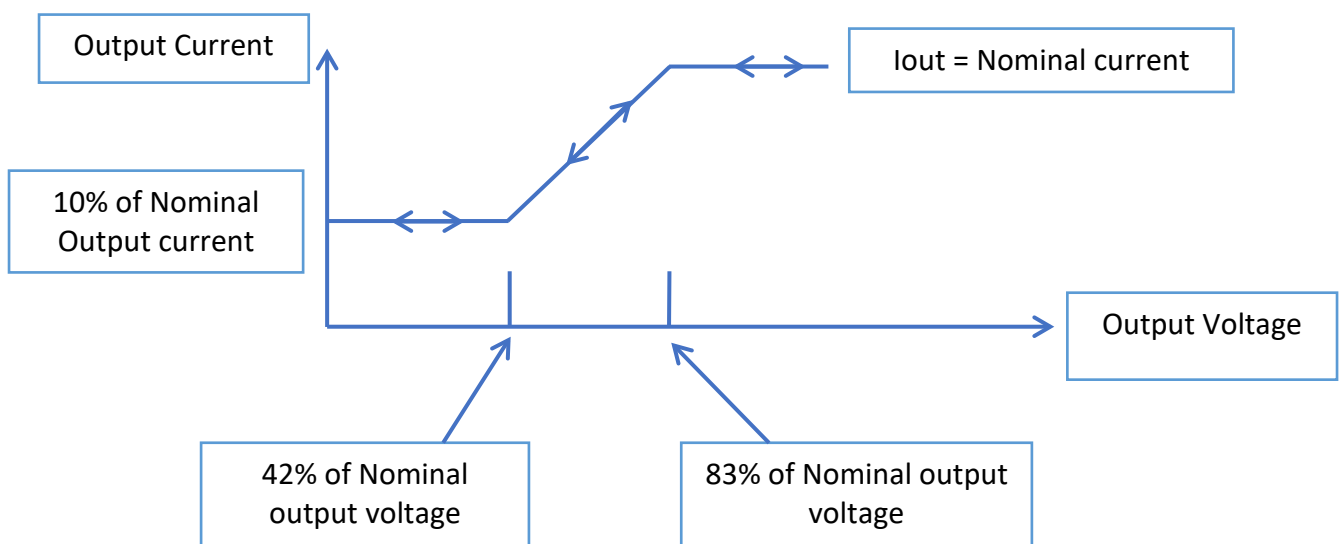 Output Current
Iout = Nominal current
10% of Nominal
Output current
Output Voltage
42% of Nominal
output voltage
83% of Nominal output
voltage